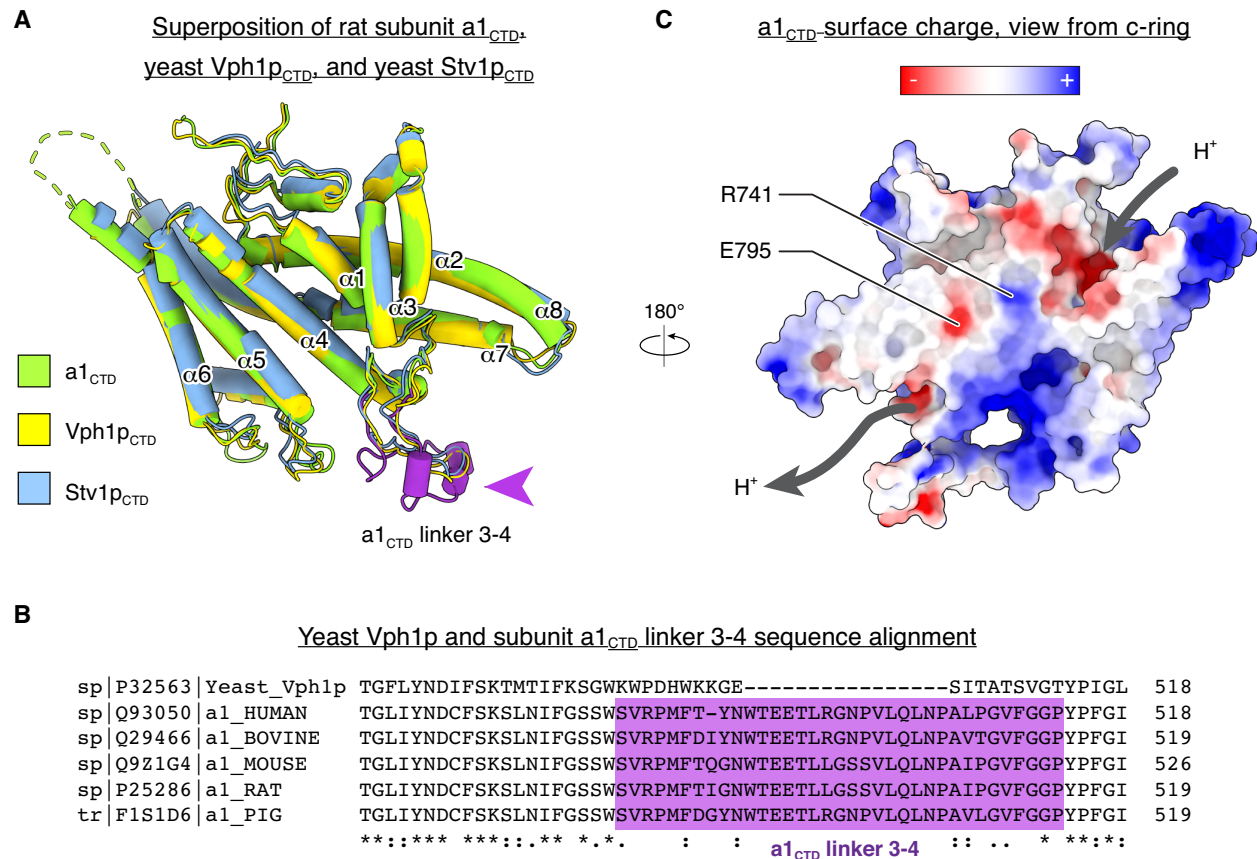 A
Superposition of rat subunit a1CTD,
yeast Vph1pCTD, and yeast Stv1pCTD
α1
α2
α3
α8
α4
α7
α5
α6
a1CTD
Vph1pCTD
Stv1pCTD
a1CTD linker 3-4
180°
C
a1CTD-surface charge, view from c-ring
- +
H+
R741
E795
H+
B
Yeast Vph1p and subunit a1CTD linker 3-4 sequence alignment
sp|P32563|Yeast_Vph1p TGFLYNDIFSKTMTIFKSGWKWPDHWKKGE----------------SITATSVGTYPIGL 518
sp|Q93050|a1_HUMAN TGLIYNDCFSKSLNIFGSSWSVRPMFT-YNWTEETLRGNPVLQLNPALPGVFGGPYPFGI 518
sp|Q29466|a1_BOVINE TGLIYNDCFSKSLNIFGSSWSVRPMFDIYNWTEETLRGNPVLQLNPAVTGVFGGPYPFGI 519
sp|Q9Z1G4|a1_MOUSE TGLIYNDCFSKSLNIFGSSWSVRPMFTQGNWTEETLLGSSVLQLNPAIPGVFGGPYPFGI 526
sp|P25286|a1_RAT TGLIYNDCFSKSLNIFGSSWSVRPMFTIGNWTEETLLGSSVLQLNPAIPGVFGGPYPFGI 519
tr|F1S1D6|a1_PIG TGLIYNDCFSKSLNIFGSSWSVRPMFDGYNWTEETLRGNPVLQLNPAVLGVFGGPYPFGI 519
**::*** ***::.** *.*. : : :: .. * **:*:
a1CTD linker 3-4